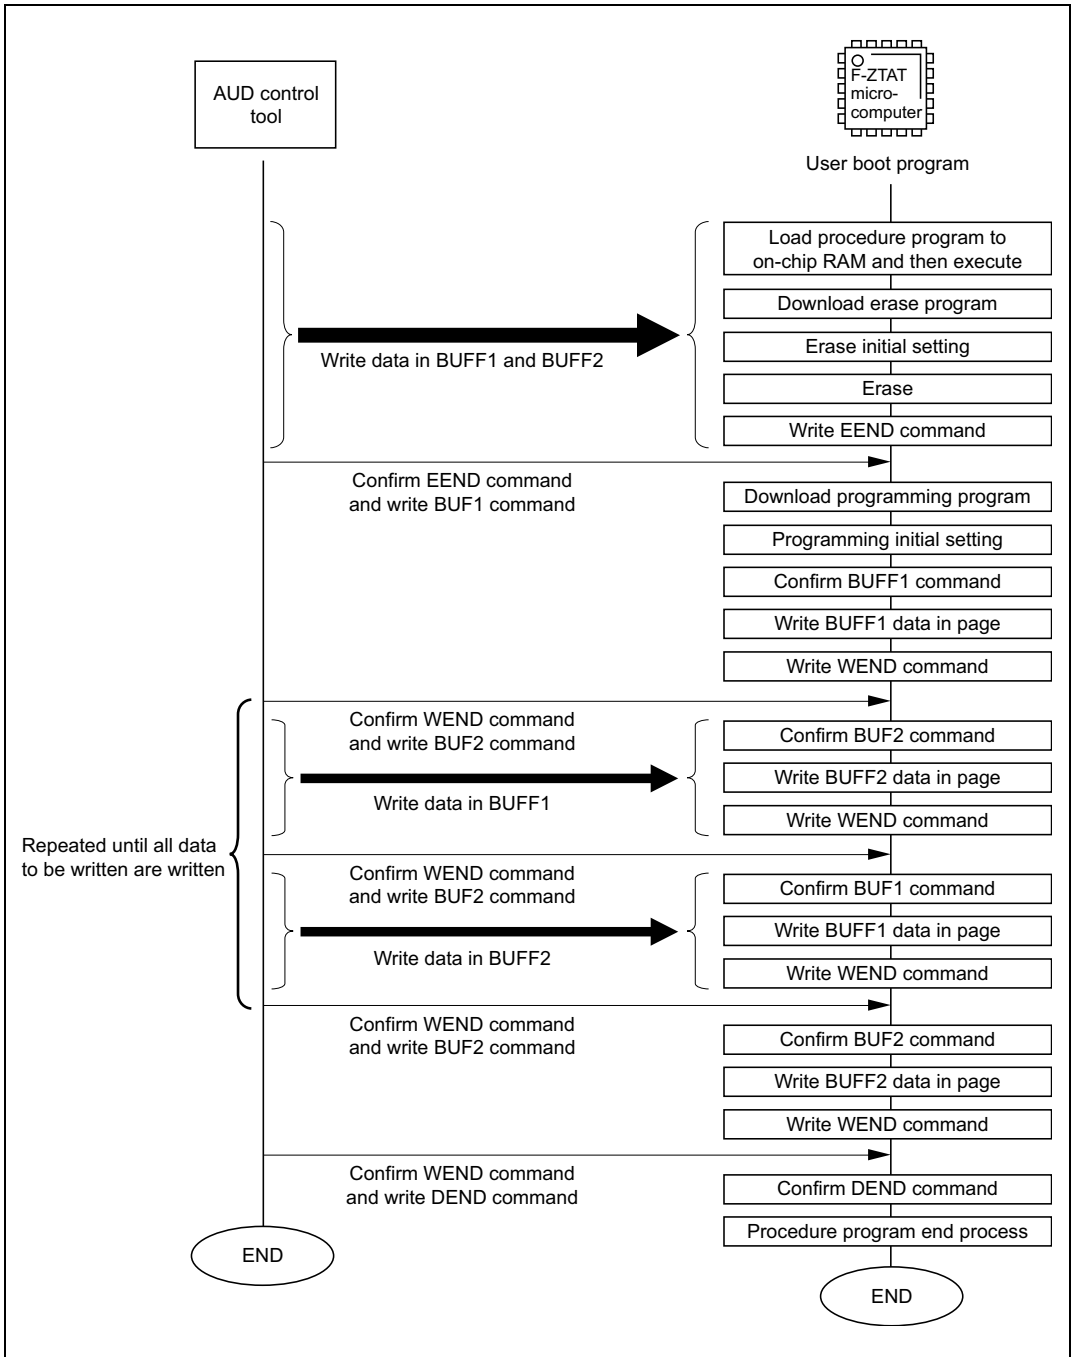 AUD control
tool
F-ZTAT
micro-
computer
User boot program
Load procedure program to
on-chip RAM and then execute
Download erase program
Erase initial setting
Write data in BUFF1 and BUFF2
Erase
Write EEND command
Confirm EEND command
and write BUF1 command
Download programming program
Programming initial setting
Confirm BUFF1 command
Write BUFF1 data in page
Write WEND command
Confirm WEND command
and write BUF2 command
Confirm BUF2 command
Write BUFF2 data in page
Write data in BUFF1
Write WEND command
Repeated until all data
to be written are written
Confirm WEND command
and write BUF2 command
Confirm BUF1 command
Write BUFF1 data in page
Write data in BUFF2
Write WEND command
Confirm WEND command
and write BUF2 command
Confirm BUF2 command
Write BUFF2 data in page
Write WEND command
Confirm WEND command
and write DEND command
Confirm DEND command
Procedure program end process
END
END